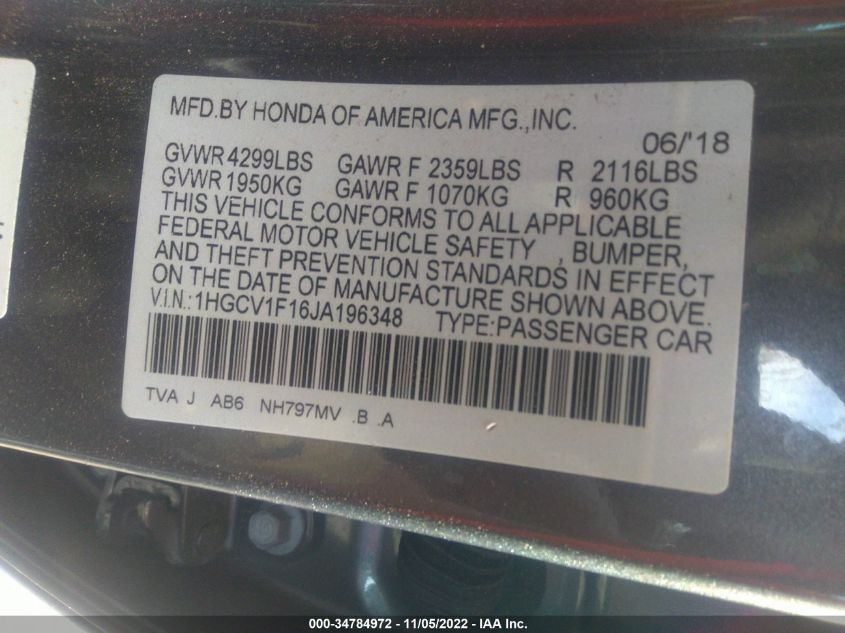 MFD.BY HONDA OF AMERICA MFG.,INC.
06/'18
GVWR 4299LBS GAWR F 2359LBS R 2116LBS
GVWR 1950KG GAWR F 1070KG R 960KG
THIS VEHICLE CONFORMS TO ALL APPLICABLE
FEDERAL MOTOR VEHICLE SAFETY , BUMPER,
AND THEFT PREVENTION STANDARDS IN EFFECT
ON THE DATE OF MANUFACTURE SHOWN ABOVE.
V.I.N.:1HGCV1F16JA196348 TYPE:PASSENGER CAR
TVA J AB6 NH797MV .B .A
000-34784972 - 11/05/2022 - IAA Inc.